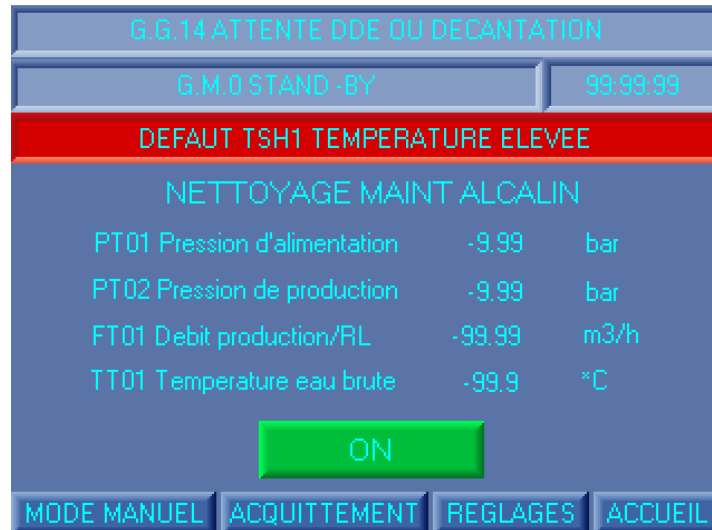 G.G.14 ATTENTE DDE OU DECANTATION
G.M.0 STAND -BY 99:99:99
DEFAUT TSH1 TEMPERATURE ELEVEE
NETTOYAGE MAINT ALCALIN
PT01 Pression d'alimentation -9.99 bar
PT02 Pression de production -9.99 bar
FT01 Debit production/RL -99.99 m3/h
TT01 Temperature eau brute -99.9 °C
ON
MODE MANUEL ACQUITTEMENT REGLAGES ACCUEIL